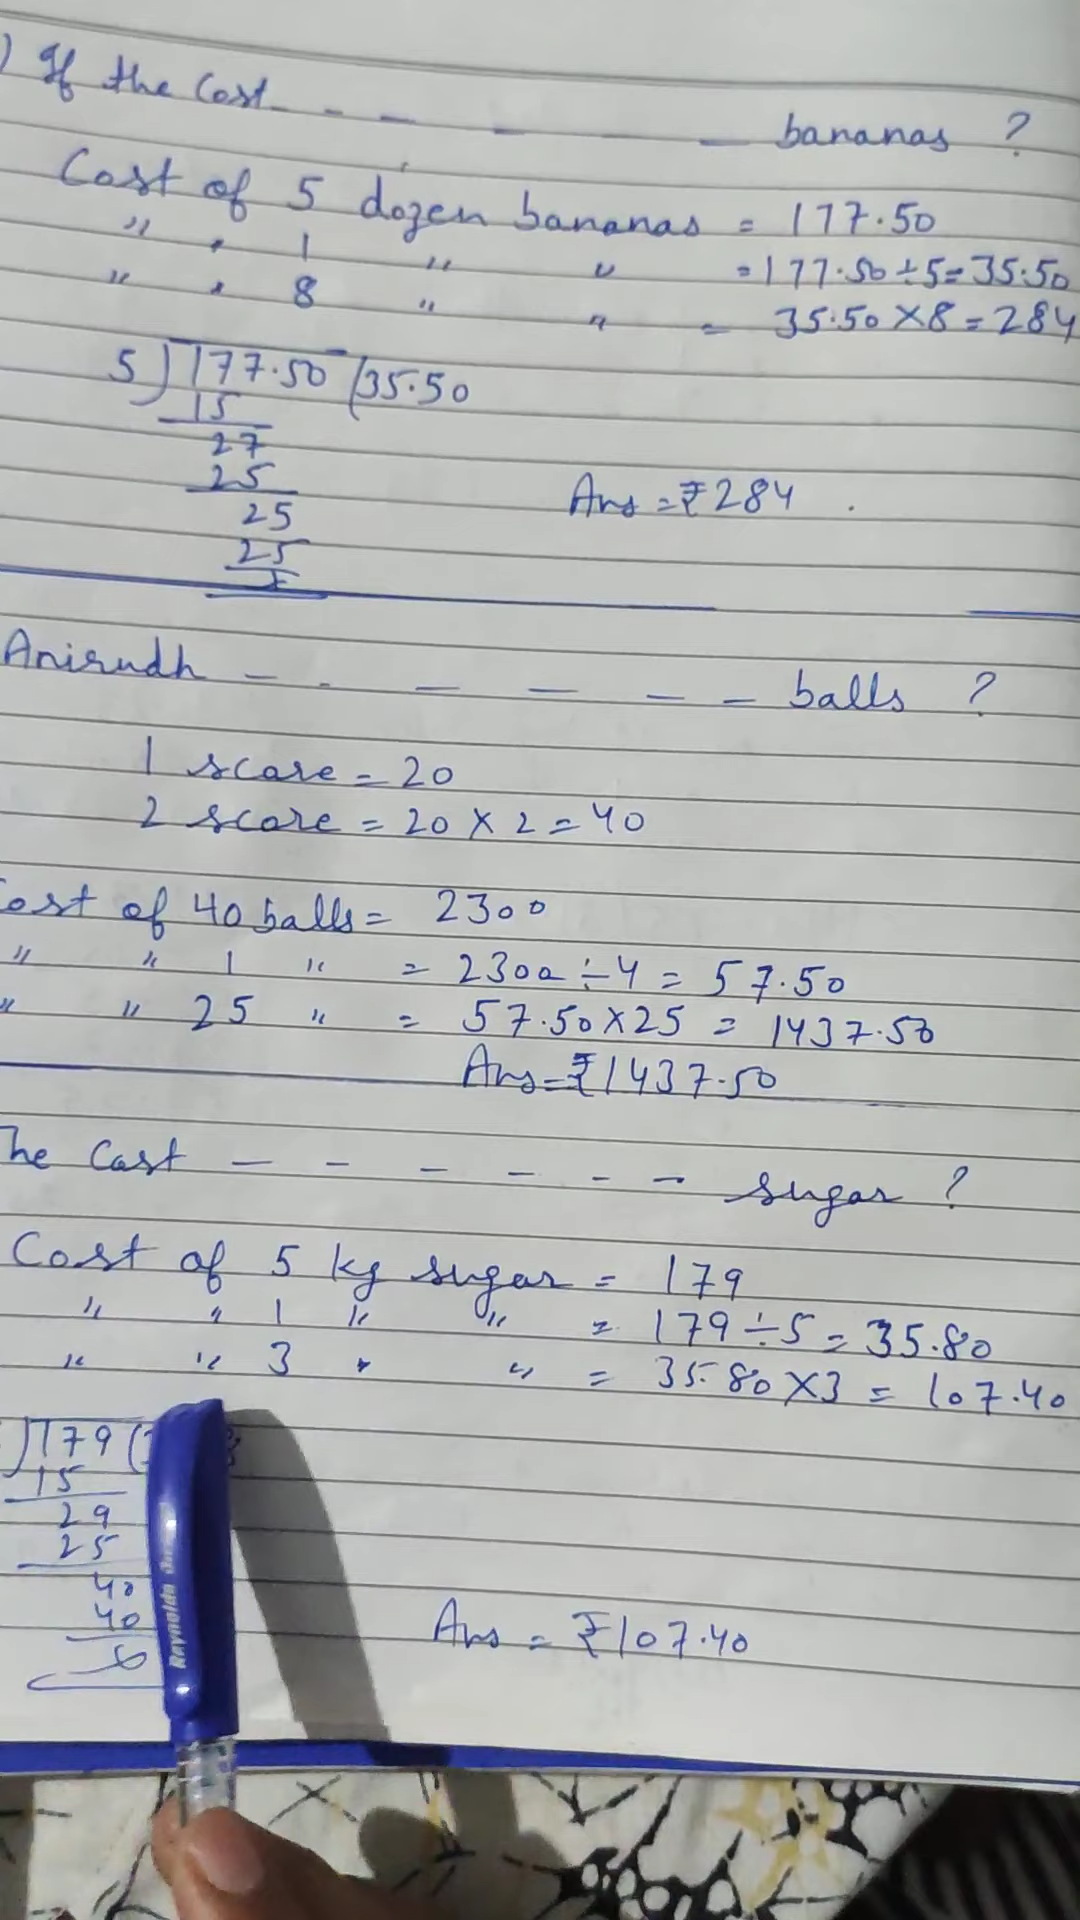 ) If the Cost - - - - bananas ?
Cost of 5 dozen bananas = 177.50
" " 1 " " = 177.50 ÷ 5 = 35.50
" " 8 " " = 35.50 × 8 = 284
5 ) 177.50 ( 35.50
15
27
25
25
25
Ans = ₹ 284 .
Anirudh - - - - - - balls ?
1 score = 20
2 score = 20 × 2 = 40
ost of 40 balls = 2300
" " 1 " = 2300 ÷ 4 = 57.50
" " 25 " = 57.50 × 25 = 1437.50
Ans = ₹ 1437.50
The Cost - - - - - - sugar ?
Cost of 5 kg sugar = 179
" " 1 " " = 179 ÷ 5 = 35.80
" " 3 " " = 35.80 × 3 = 107.40
) 179 (
15
29
25
40
40
0
Ans = ₹ 107.40
Reynolds